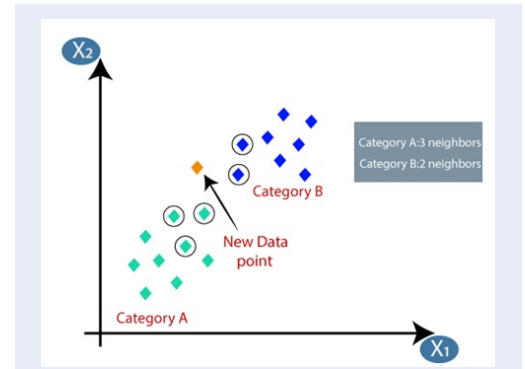 X2
Category A:3 neighbors
Category B:2 neighbors
Category B
New Data
point
Category A
X1